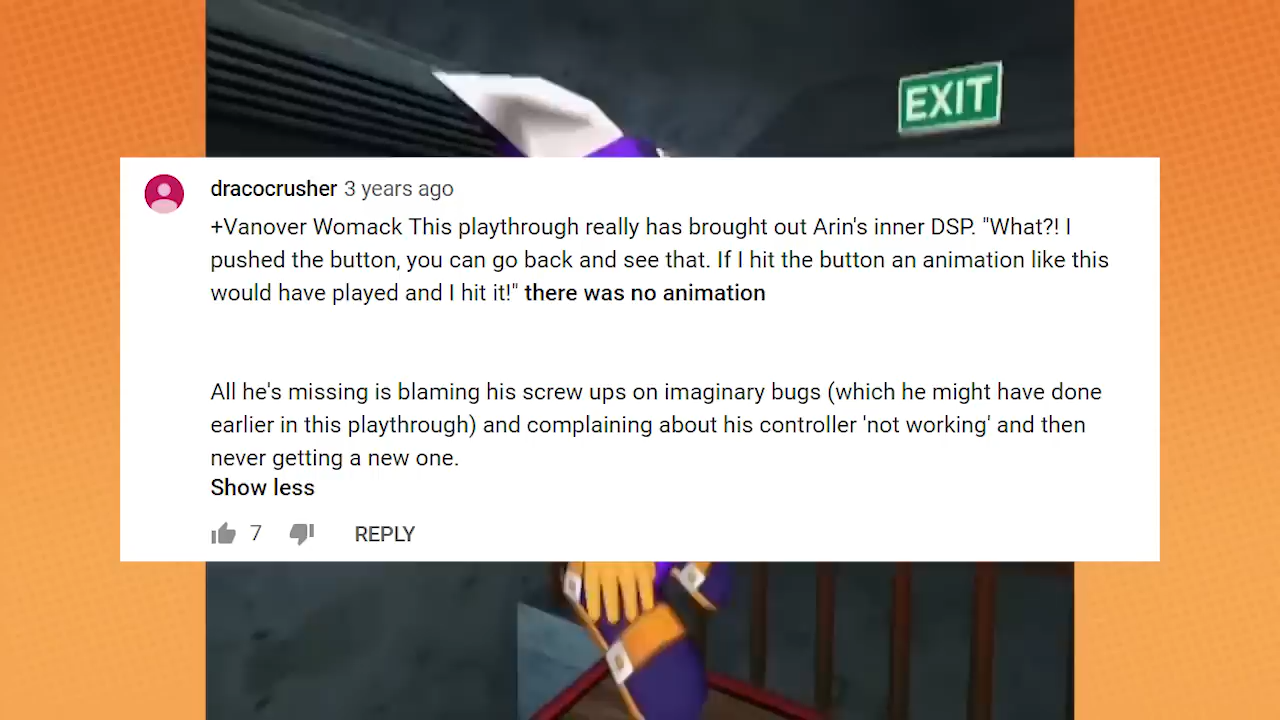 EXIT
dracocrusher 3 years ago
+Vanover Womack This playthrough really has brought out Arin's inner DSP. "What?! I
pushed the button, you can go back and see that. If I hit the button an animation like this
would have played and I hit it!" there was no animation
All he's missing is blaming his screw ups on imaginary bugs (which he might have done
earlier in this playthrough) and complaining about his controller 'not working' and then
never getting a new one.
Show less
7 REPLY